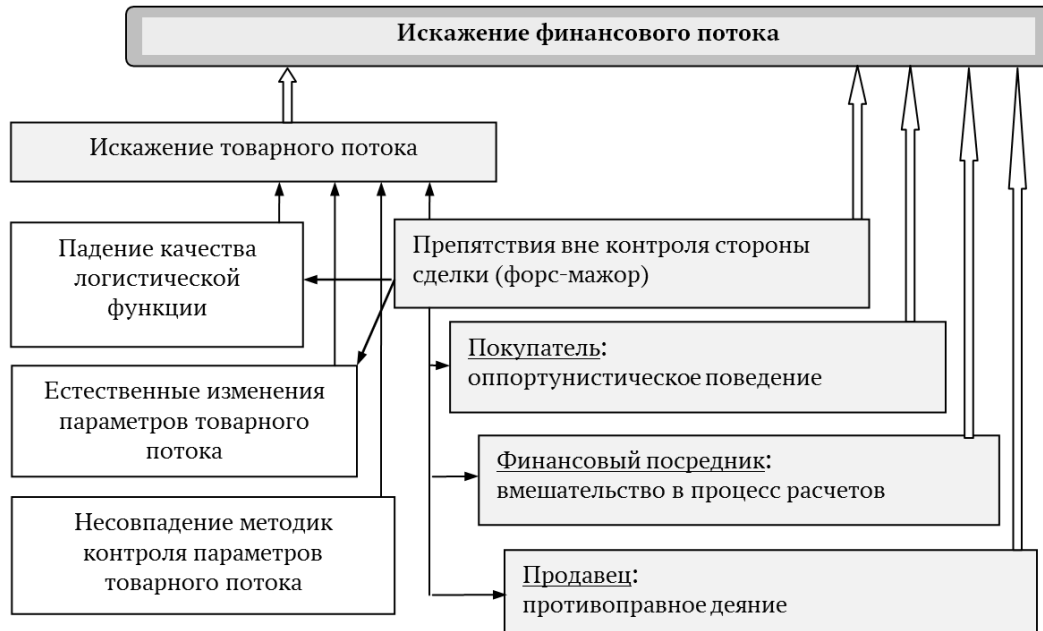 Искажение финансового потока
Искажение товарного потока
Падение качества
логистической
функции
Препятствия вне контроля стороны
сделки (форс-мажор)
Естественные изменения
параметров товарного
потока
Покупатель:
оппортунистическое поведение
Финансовый посредник:
вмешательство в процесс расчетов
Несовпадение методик
контроля параметров
товарного потока
Продавец:
противоправное деяние